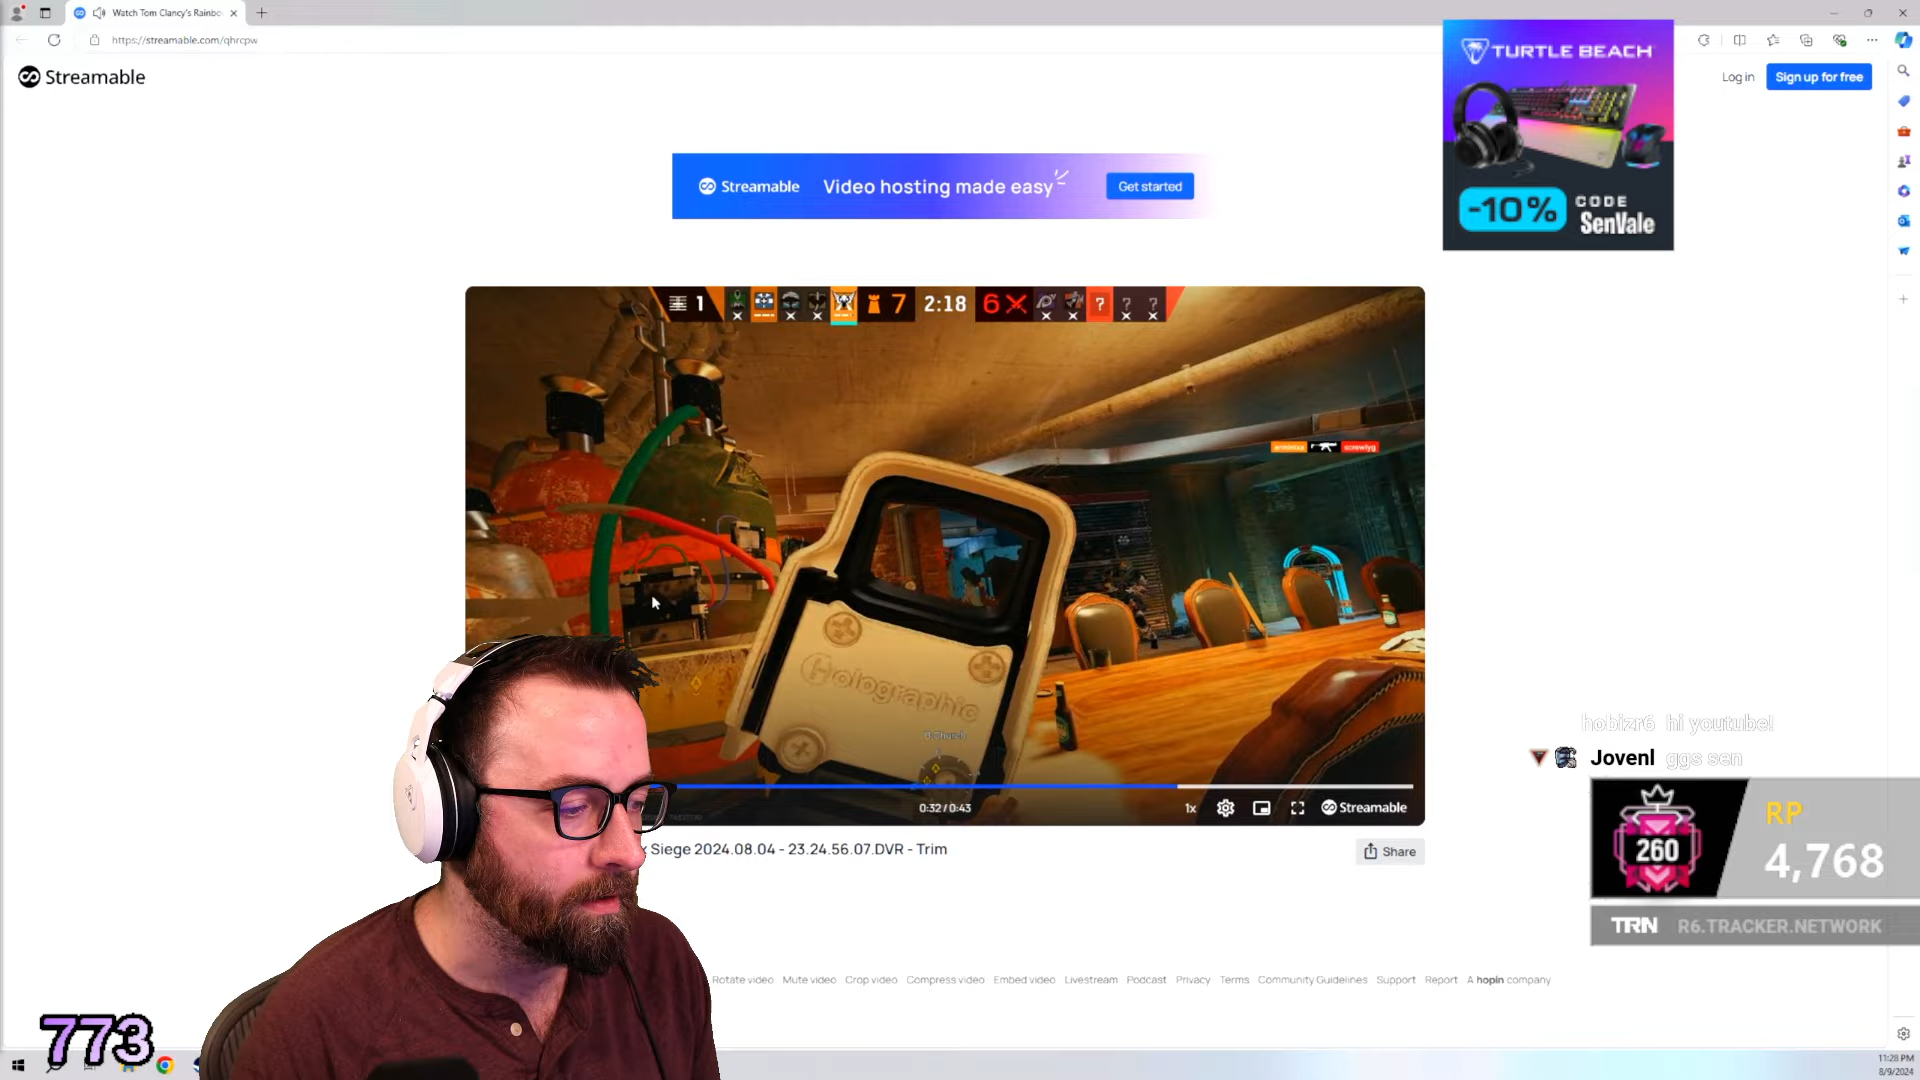 Watch Tom Clancy's Rainbo
https://streamable.com/qhrcpw
Streamable
Log in
Sign up for free
TURTLE BEACH
-10%
CODE
SenVale
Streamable
Video hosting made easy
Get started
1
7
2:18
6
?
?
?
screwlyg
Holographic
Church
0:32 / 0:43
1x
Streamable
Siege 2024.08.04 - 23.24.56.07.DVR - Trim
Share
hobizr6 hi youtube!
Jovenl ggs sen
260
RP
4,768
TRN R6.TRACKER.NETWORK
Rotate video
Mute video
Crop video
Compress video
Embed video
Livestream
Podcast
Privacy
Terms
Community Guidelines
Support
Report
A hopin company
773
11:28 PM
8/9/2024